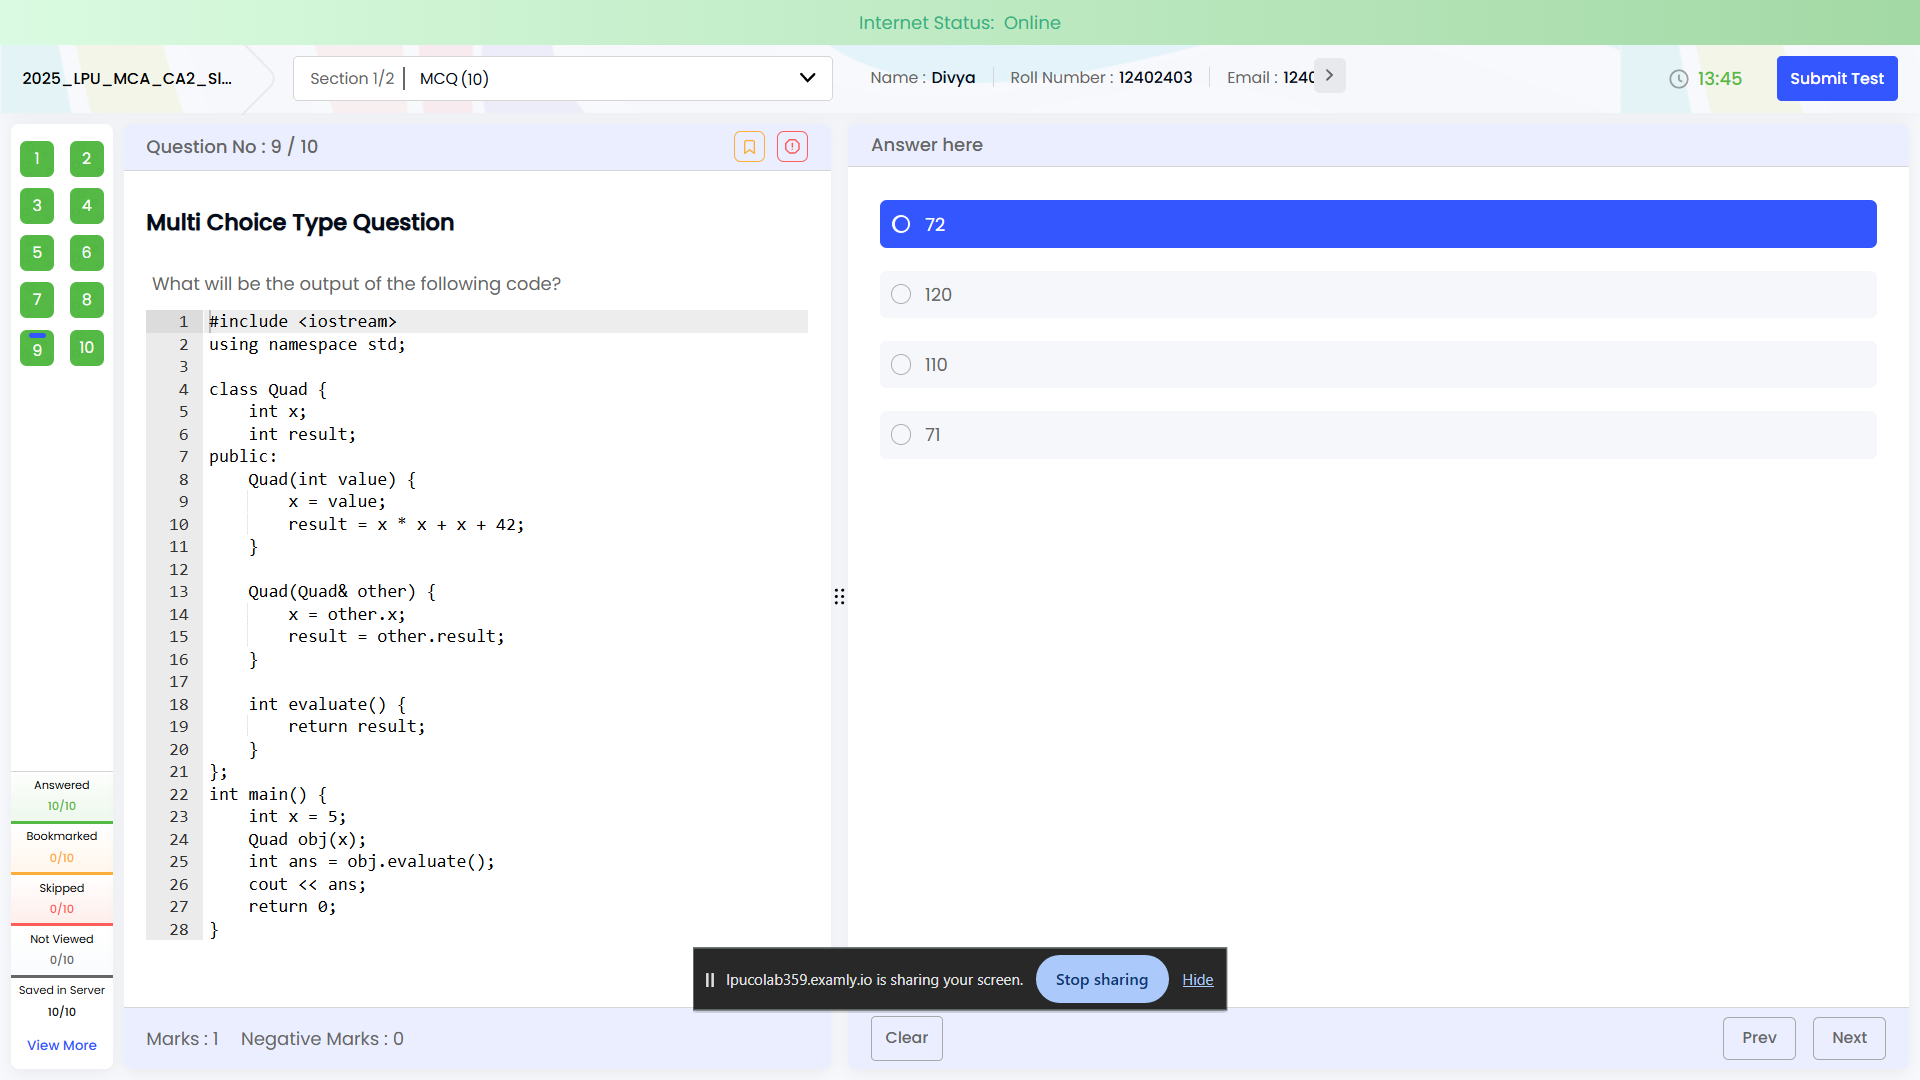 Internet Status: Online
2025_LPU_MCA_CA2_Sl...
Section 1/2 | MCQ (10)
Name : Divya
Roll Number : 12402403
Email : 1240
13:45
Submit Test
1 2
3 4
5 6
7 8
9 10
Question No : 9 / 10
Multi Choice Type Question
What will be the output of the following code?
1 #include <iostream>
2 using namespace std;
3
4 class Quad {
5     int x;
6     int result;
7 public:
8     Quad(int value) {
9         x = value;
10         result = x * x + x + 42;
11     }
12
13     Quad(Quad& other) {
14         x = other.x;
15         result = other.result;
16     }
17
18     int evaluate() {
19         return result;
20     }
21 };
22 int main() {
23     int x = 5;
24     Quad obj(x);
25     int ans = obj.evaluate();
26     cout << ans;
27     return 0;
28 }
Answer here
72
120
110
71
Answered
10/10
Bookmarked
0/10
Skipped
0/10
Not Viewed
0/10
Saved in Server
10/10
View More
lpucolab359.examly.io is sharing your screen.
Stop sharing
Hide
Marks : 1
Negative Marks : 0
Clear
Prev
Next